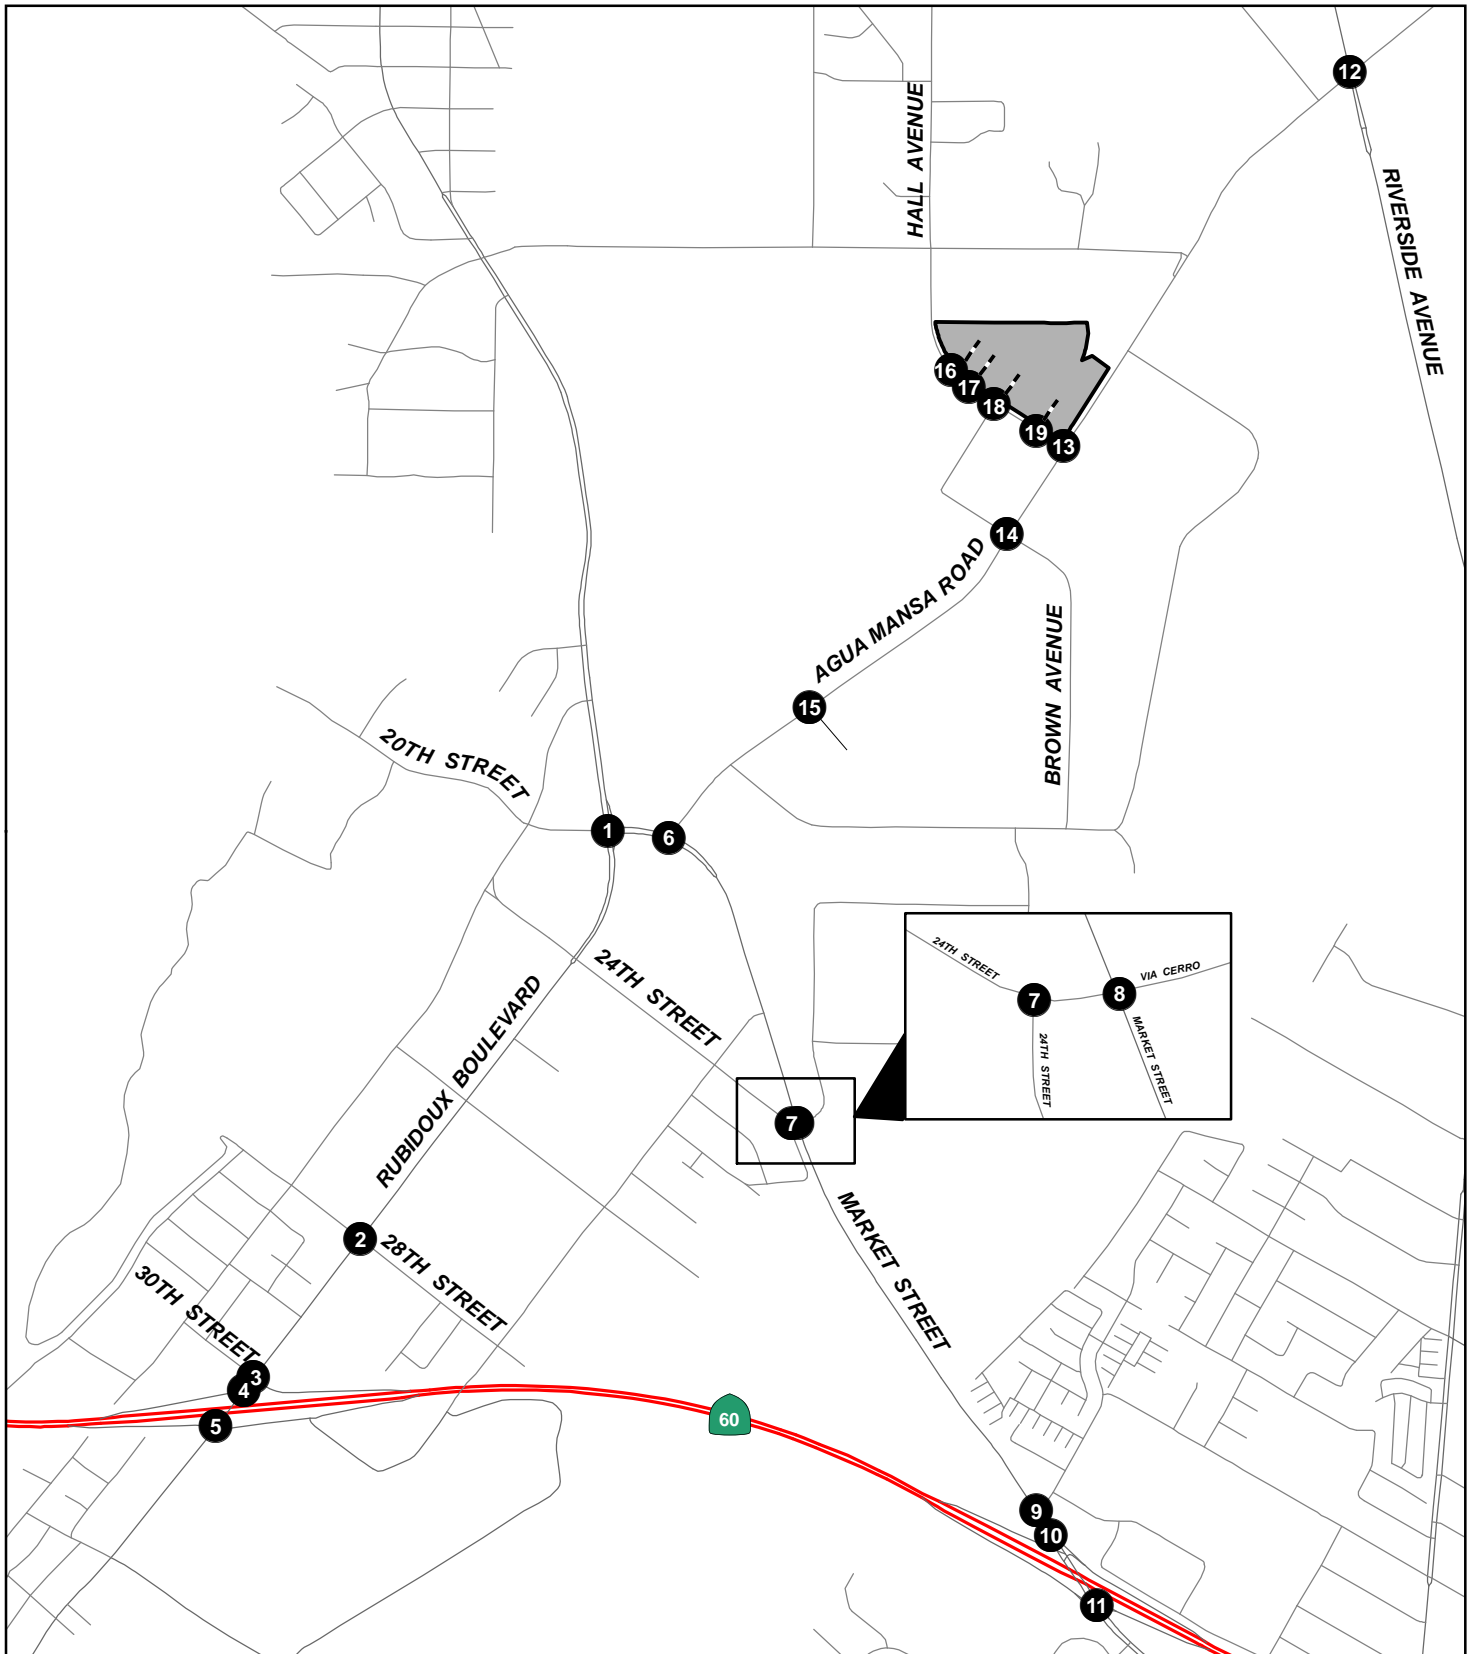 12
HALL AVENUE
RIVERSIDE AVENUE
16
17
18
19
13
14
AGUA MANSA ROAD
BROWN AVENUE
15
20TH STREET
1
6
24TH STREET
RUBIDOUX BOULEVARD
24TH STREET
VIA CERRO
7
8
24TH STREET
MARKET STREET
7
MARKET STREET
2
28TH STREET
30TH STREET
3
4
5
60
9
10
11